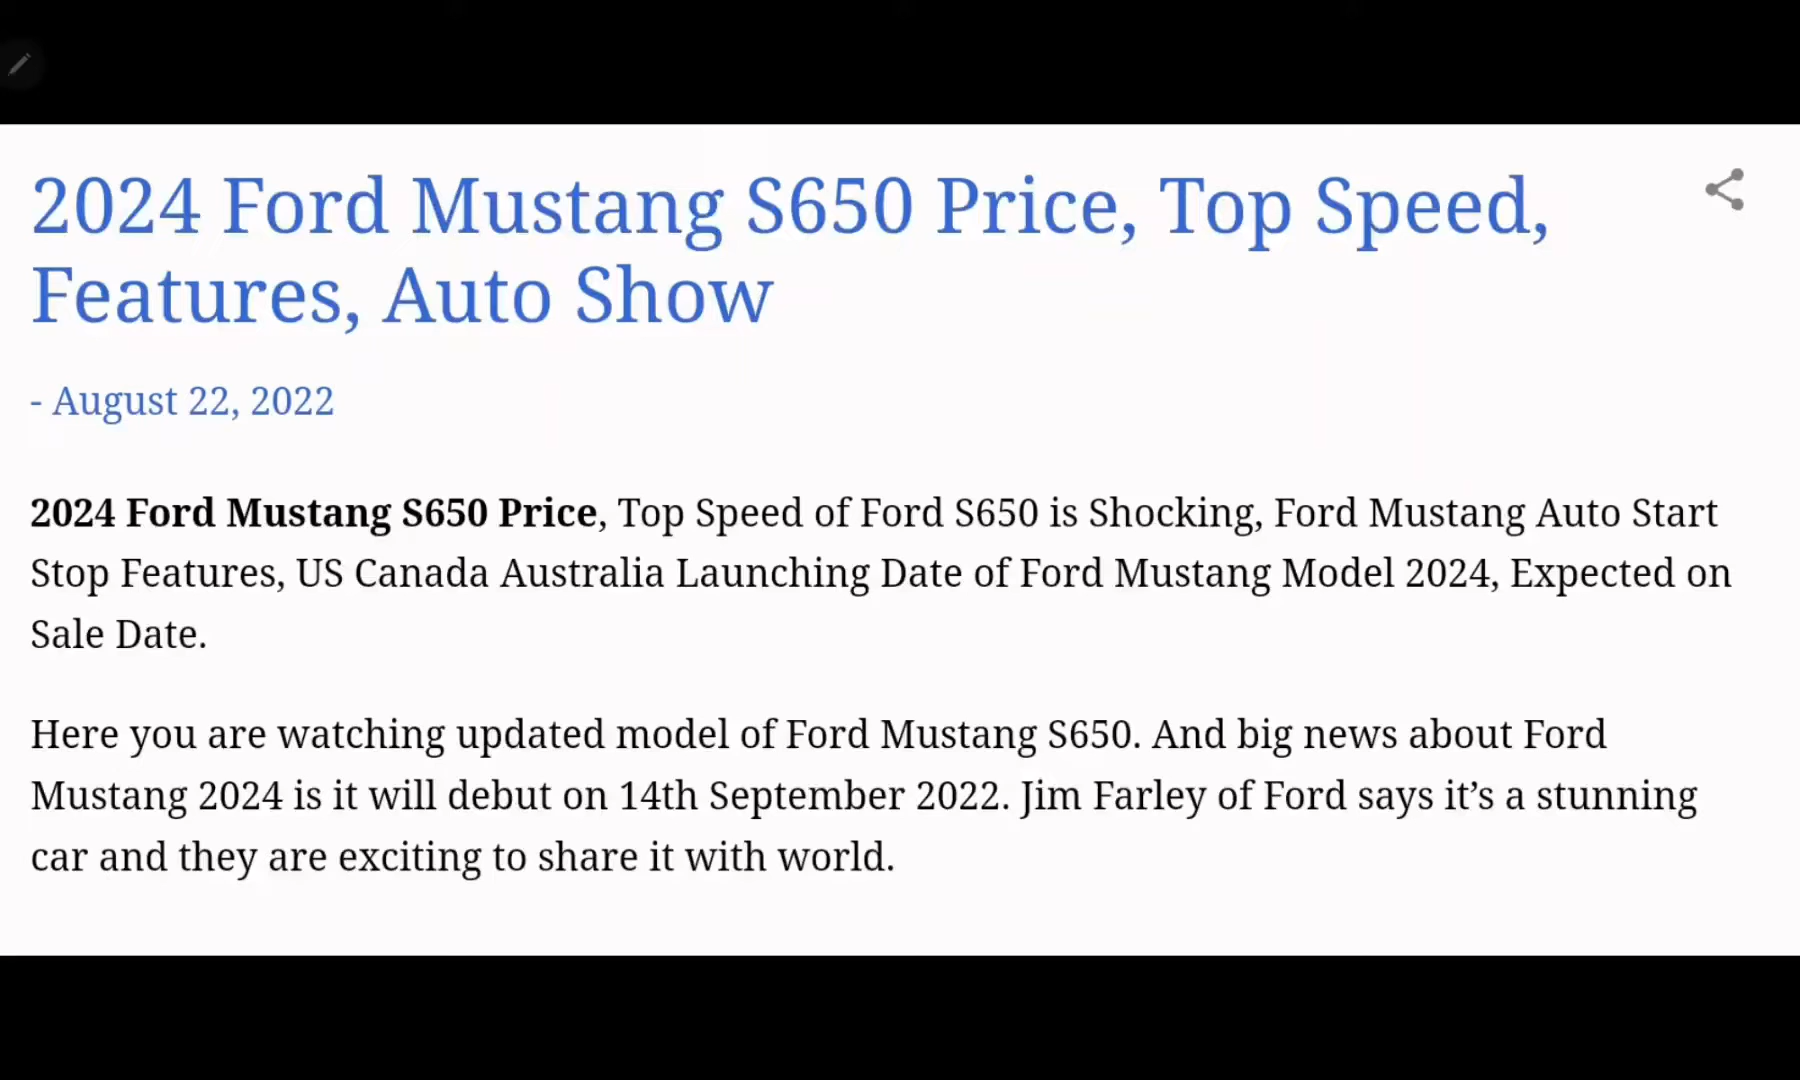 2024 Ford Mustang S650 Price, Top Speed,
Features, Auto Show
- August 22, 2022
2024 Ford Mustang S650 Price, Top Speed of Ford S650 is Shocking, Ford Mustang Auto Start
Stop Features, US Canada Australia Launching Date of Ford Mustang Model 2024, Expected on
Sale Date.
Here you are watching updated model of Ford Mustang S650. And big news about Ford
Mustang 2024 is it will debut on 14th September 2022. Jim Farley of Ford says it’s a stunning
car and they are exciting to share it with world.